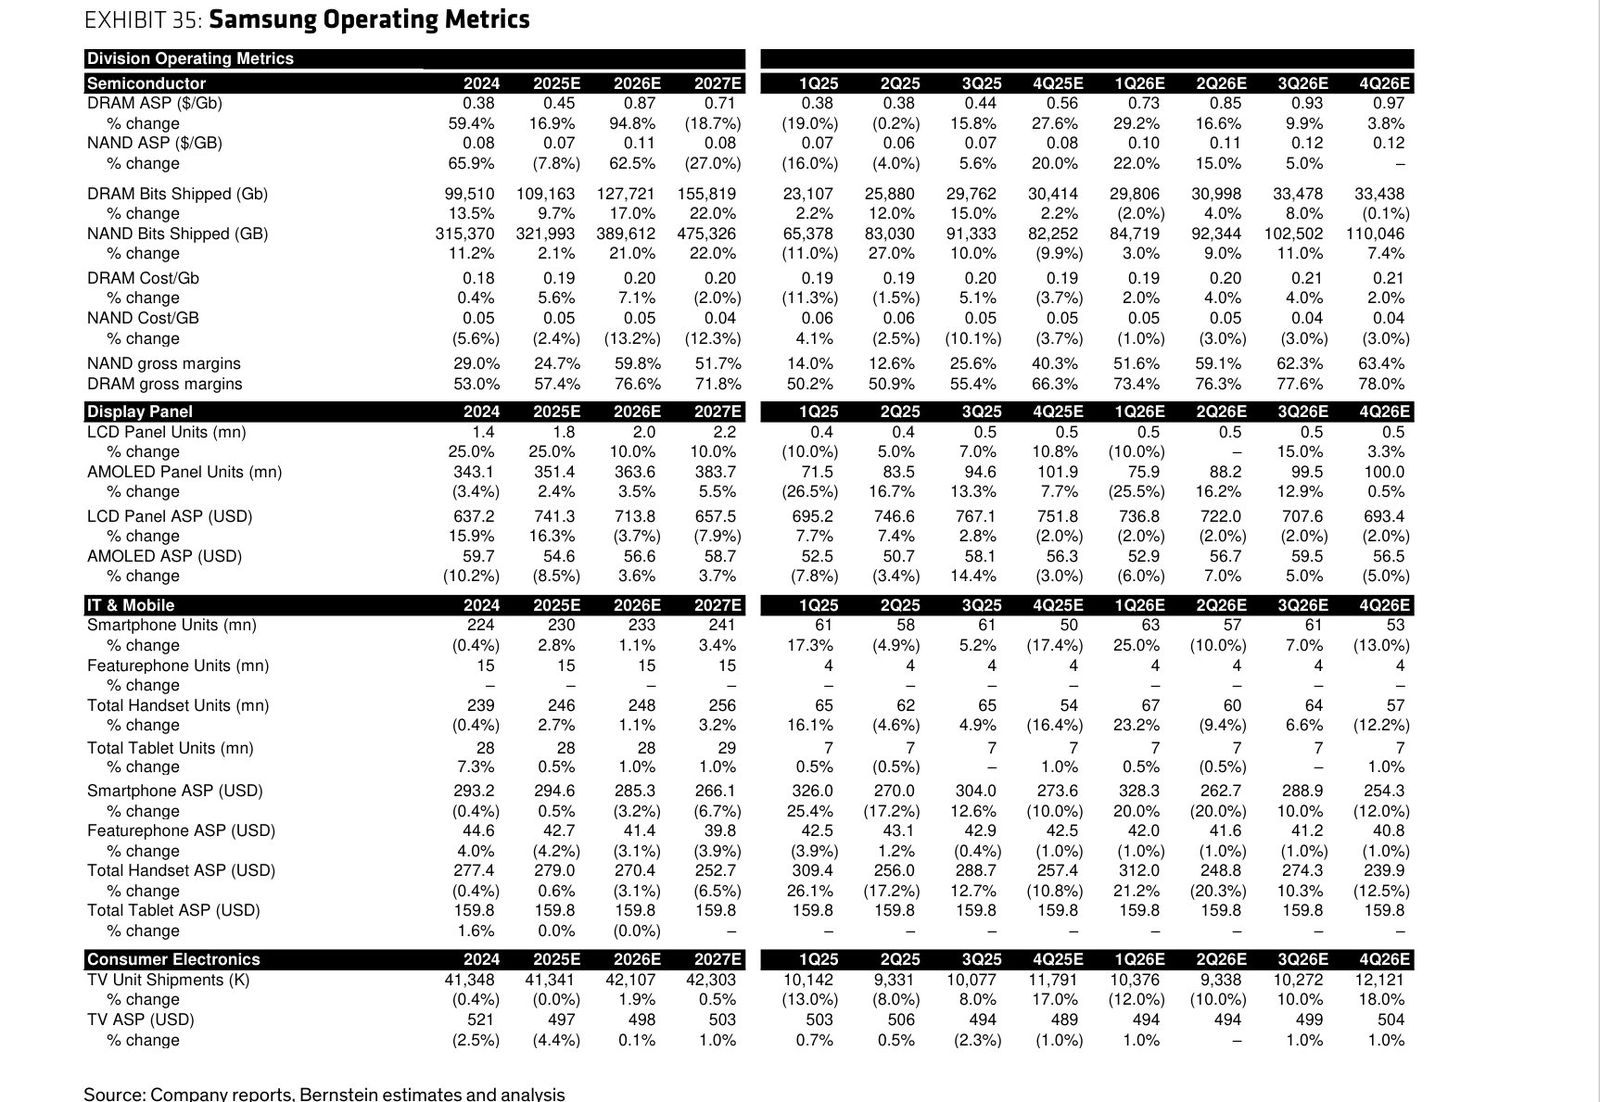 EXHIBIT 35: Samsung Operating Metrics
Division Operating Metrics
Semiconductor 2024 2025E 2026E 2027E 1Q25 2Q25 3Q25 4Q25E 1Q26E 2Q26E 3Q26E 4Q26E
DRAM ASP ($/Gb) 0.38 0.45 0.87 0.71 0.38 0.38 0.44 0.56 0.73 0.85 0.93 0.97
% change 59.4% 16.9% 94.8% (18.7%) (19.0%) (0.2%) 15.8% 27.6% 29.2% 16.6% 9.9% 3.8%
NAND ASP ($/GB) 0.08 0.07 0.11 0.08 0.07 0.06 0.07 0.08 0.10 0.11 0.12 0.12
% change 65.9% (7.8%) 62.5% (27.0%) (16.0%) (4.0%) 5.6% 20.0% 22.0% 15.0% 5.0% –
DRAM Bits Shipped (Gb) 99,510 109,163 127,721 155,819 23,107 25,880 29,762 30,414 29,806 30,998 33,478 33,438
% change 13.5% 9.7% 17.0% 22.0% 2.2% 12.0% 15.0% 2.2% (2.0%) 4.0% 8.0% (0.1%)
NAND Bits Shipped (GB) 315,370 321,993 389,612 475,326 65,378 83,030 91,333 82,252 84,719 92,344 102,502 110,046
% change 11.2% 2.1% 21.0% 22.0% (11.0%) 27.0% 10.0% (9.9%) 3.0% 9.0% 11.0% 7.4%
DRAM Cost/Gb 0.18 0.19 0.20 0.20 0.19 0.19 0.20 0.19 0.19 0.20 0.21 0.21
% change 0.4% 5.6% 7.1% (2.0%) (11.3%) (1.5%) 5.1% (3.7%) 2.0% 4.0% 4.0% 2.0%
NAND Cost/GB 0.05 0.05 0.05 0.04 0.06 0.06 0.05 0.05 0.05 0.05 0.04 0.04
% change (5.6%) (2.4%) (13.2%) (12.3%) 4.1% (2.5%) (10.1%) (3.7%) (1.0%) (3.0%) (3.0%) (3.0%)
NAND gross margins 29.0% 24.7% 59.8% 51.7% 14.0% 12.6% 25.6% 40.3% 51.6% 59.1% 62.3% 63.4%
DRAM gross margins 53.0% 57.4% 76.6% 71.8% 50.2% 50.9% 55.4% 66.3% 73.4% 76.3% 77.6% 78.0%
Display Panel 2024 2025E 2026E 2027E 1Q25 2Q25 3Q25 4Q25E 1Q26E 2Q26E 3Q26E 4Q26E
LCD Panel Units (mn) 1.4 1.8 2.0 2.2 0.4 0.4 0.5 0.5 0.5 0.5 0.5 0.5
% change 25.0% 25.0% 10.0% 10.0% (10.0%) 5.0% 7.0% 10.8% (10.0%) – 15.0% 3.3%
AMOLED Panel Units (mn) 343.1 351.4 363.6 383.7 71.5 83.5 94.6 101.9 75.9 88.2 99.5 100.0
% change (3.4%) 2.4% 3.5% 5.5% (26.5%) 16.7% 13.3% 7.7% (25.5%) 16.2% 12.9% 0.5%
LCD Panel ASP (USD) 637.2 741.3 713.8 657.5 695.2 746.6 767.1 751.8 736.8 722.0 707.6 693.4
% change 15.9% 16.3% (3.7%) (7.9%) 7.7% 7.4% 2.8% (2.0%) (2.0%) (2.0%) (2.0%) (2.0%)
AMOLED ASP (USD) 59.7 54.6 56.6 58.7 52.5 50.7 58.1 56.3 52.9 56.7 59.5 56.5
% change (10.2%) (8.5%) 3.6% 3.7% (7.8%) (3.4%) 14.4% (3.0%) (6.0%) 7.0% 5.0% (5.0%)
IT & Mobile 2024 2025E 2026E 2027E 1Q25 2Q25 3Q25 4Q25E 1Q26E 2Q26E 3Q26E 4Q26E
Smartphone Units (mn) 224 230 233 241 61 58 61 50 63 57 61 53
% change (0.4%) 2.8% 1.1% 3.4% 17.3% (4.9%) 5.2% (17.4%) 25.0% (10.0%) 7.0% (13.0%)
Featurephone Units (mn) 15 15 15 15 4 4 4 4 4 4 4 4
% change – – – – – – – – – – – –
Total Handset Units (mn) 239 246 248 256 65 62 65 54 67 60 64 57
% change (0.4%) 2.7% 1.1% 3.2% 16.1% (4.6%) 4.9% (16.4%) 23.2% (9.4%) 6.6% (12.2%)
Total Tablet Units (mn) 28 28 28 29 7 7 7 7 7 7 7 7
% change 7.3% 0.5% 1.0% 1.0% 0.5% (0.5%) – 1.0% 0.5% (0.5%) – 1.0%
Smartphone ASP (USD) 293.2 294.6 285.3 266.1 326.0 270.0 304.0 273.6 328.3 262.7 288.9 254.3
% change (0.4%) 0.5% (3.2%) (6.7%) 25.4% (17.2%) 12.6% (10.0%) 20.0% (20.0%) 10.0% (12.0%)
Featurephone ASP (USD) 44.6 42.7 41.4 39.8 42.5 43.1 42.9 42.5 42.0 41.6 41.2 40.8
% change 4.0% (4.2%) (3.1%) (3.9%) (3.9%) 1.2% (0.4%) (1.0%) (1.0%) (1.0%) (1.0%) (1.0%)
Total Handset ASP (USD) 277.4 279.0 270.4 252.7 309.4 256.0 288.7 257.4 312.0 248.8 274.3 239.9
% change (0.4%) 0.6% (3.1%) (6.5%) 26.1% (17.2%) 12.7% (10.8%) 21.2% (20.3%) 10.3% (12.5%)
Total Tablet ASP (USD) 159.8 159.8 159.8 159.8 159.8 159.8 159.8 159.8 159.8 159.8 159.8 159.8
% change 1.6% 0.0% (0.0%) – – – – – – – – –
Consumer Electronics 2024 2025E 2026E 2027E 1Q25 2Q25 3Q25 4Q25E 1Q26E 2Q26E 3Q26E 4Q26E
TV Unit Shipments (K) 41,348 41,341 42,107 42,303 10,142 9,331 10,077 11,791 10,376 9,338 10,272 12,121
% change (0.4%) (0.0%) 1.9% 0.5% (13.0%) (8.0%) 8.0% 17.0% (12.0%) (10.0%) 10.0% 18.0%
TV ASP (USD) 521 497 498 503 503 506 494 489 494 494 499 504
% change (2.5%) (4.4%) 0.1% 1.0% 0.7% 0.5% (2.3%) (1.0%) 1.0% – 1.0% 1.0%
Source: Company reports, Bernstein estimates and analysis